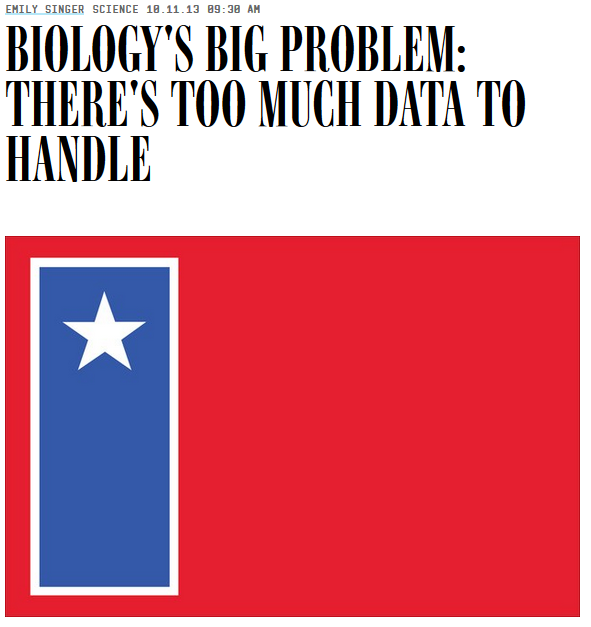 EMILY SINGER SCIENCE 10.11.13 09:30 AM
BIOLOGY'S BIG PROBLEM:
THERE'S TOO MUCH DATA TO
HANDLE